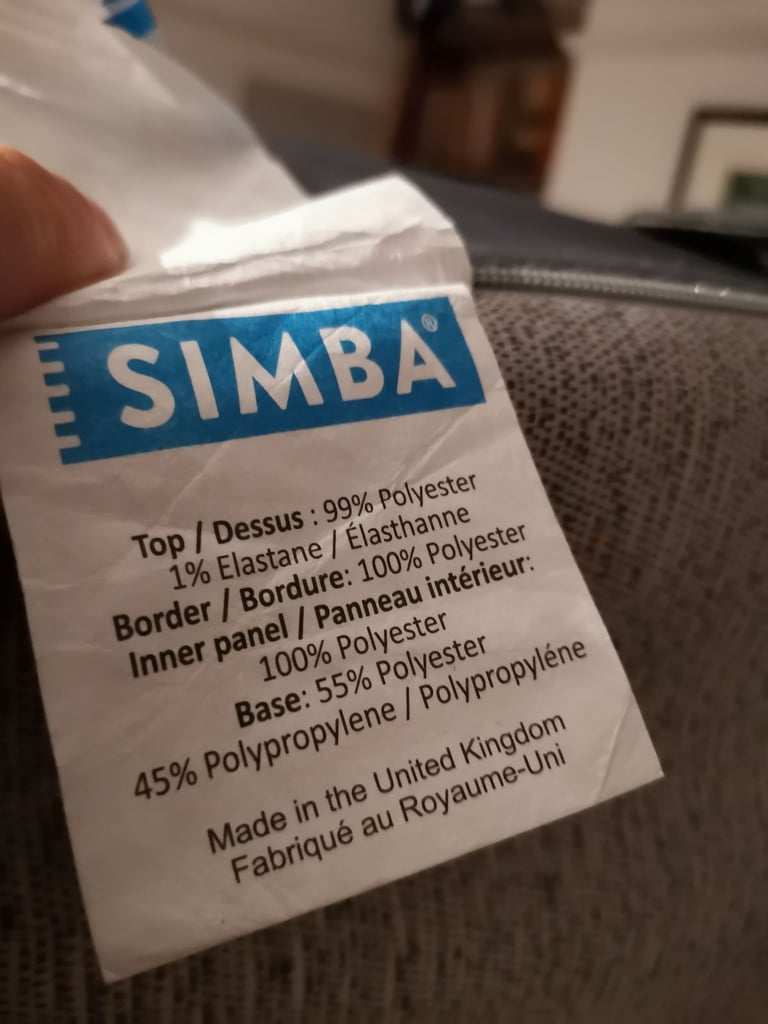 SIMBA®
Top / Dessus : 99% Polyester
1% Elastane / Élasthanne
Border / Bordure: 100% Polyester
Inner panel / Panneau intérieur:
100% Polyester
Base: 55% Polyester
45% Polypropylene / Polypropyléne
Made in the United Kingdom
Fabriqué au Royaume-Uni